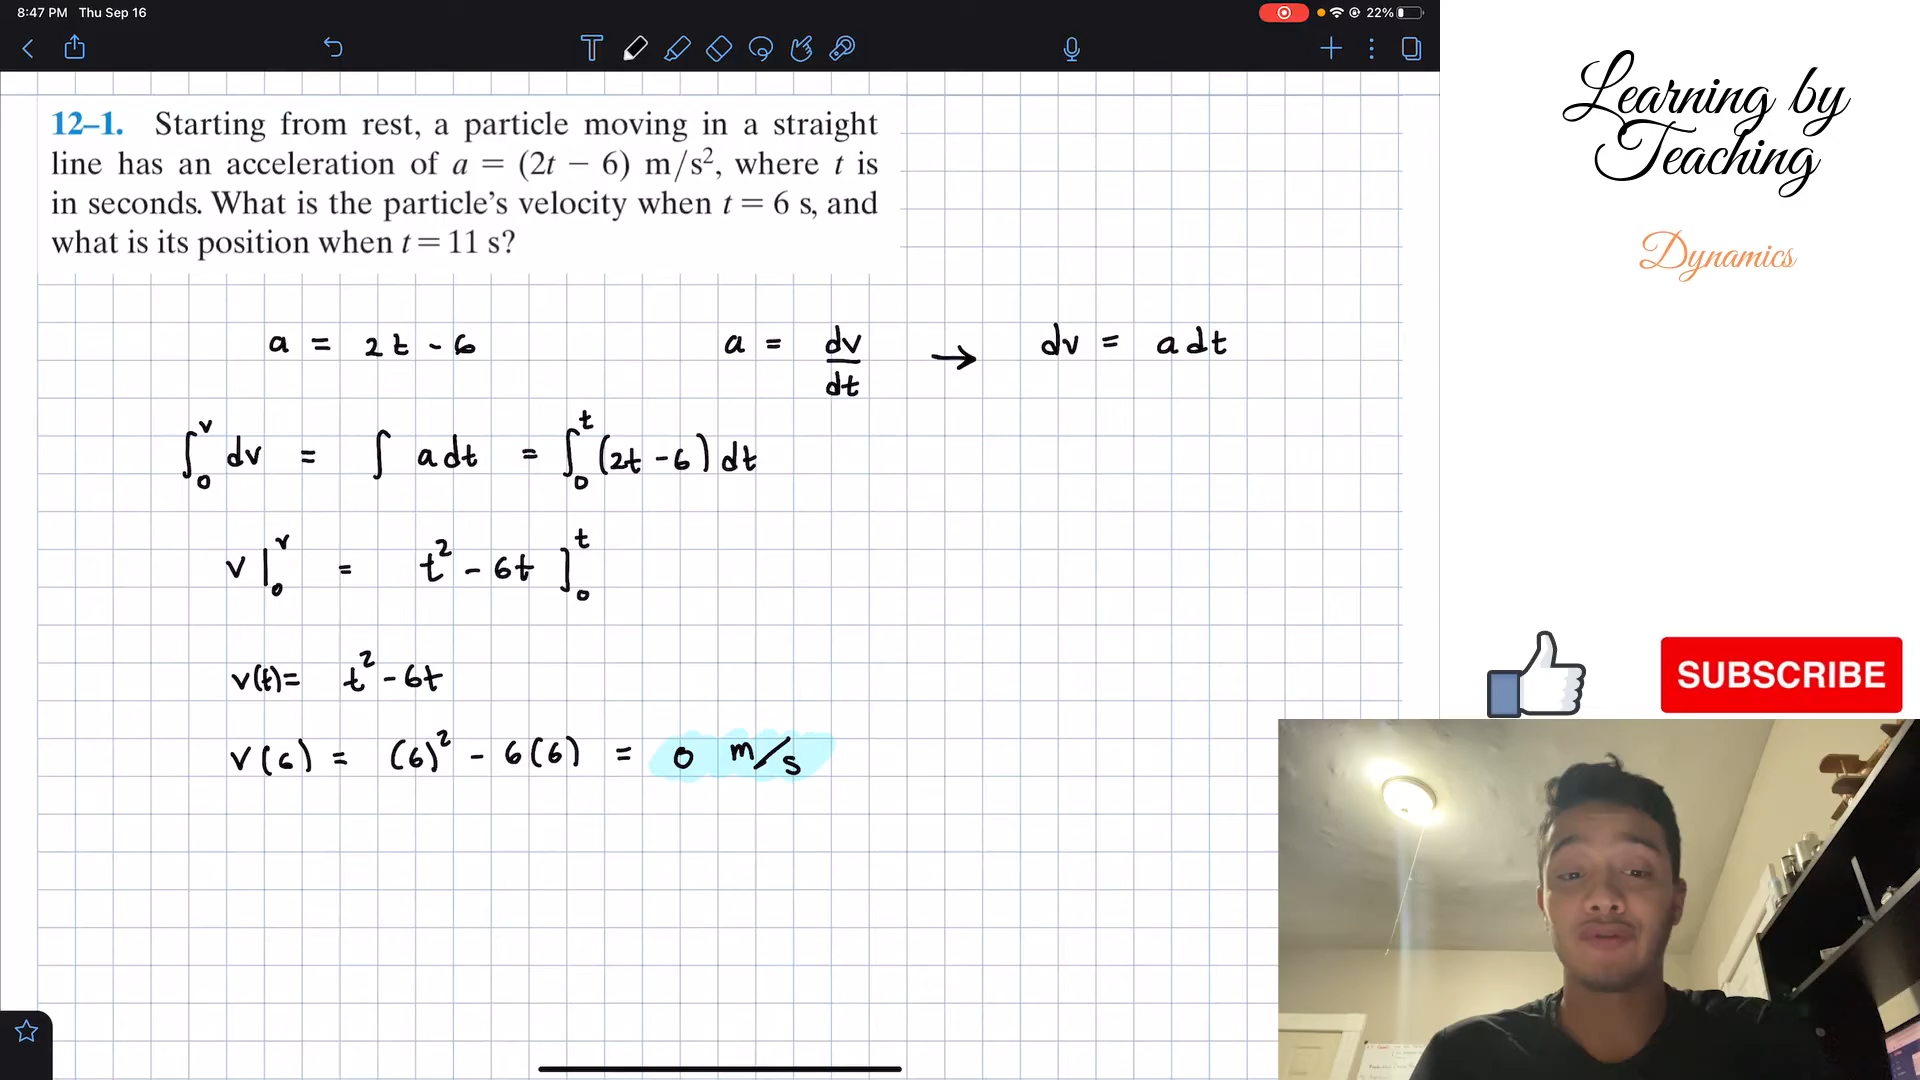 8:47 PM Thu Sep 16
22%
12–1. Starting from rest, a particle moving in a straight
line has an acceleration of a = (2t − 6) m/s², where t is
in seconds. What is the particle's velocity when t = 6 s, and
what is its position when t = 11 s?
a = 2t - 6
a = dv/dt → dv = a dt
∫₀ᵛ dv = ∫ a dt = ∫₀ᵗ (2t - 6) dt
v |₀ᵛ = t² - 6t ]₀ᵗ
v(t) = t² - 6t
v(6) = (6)² - 6(6) = 0 m/s
Learning by
Teaching
Dynamics
SUBSCRIBE